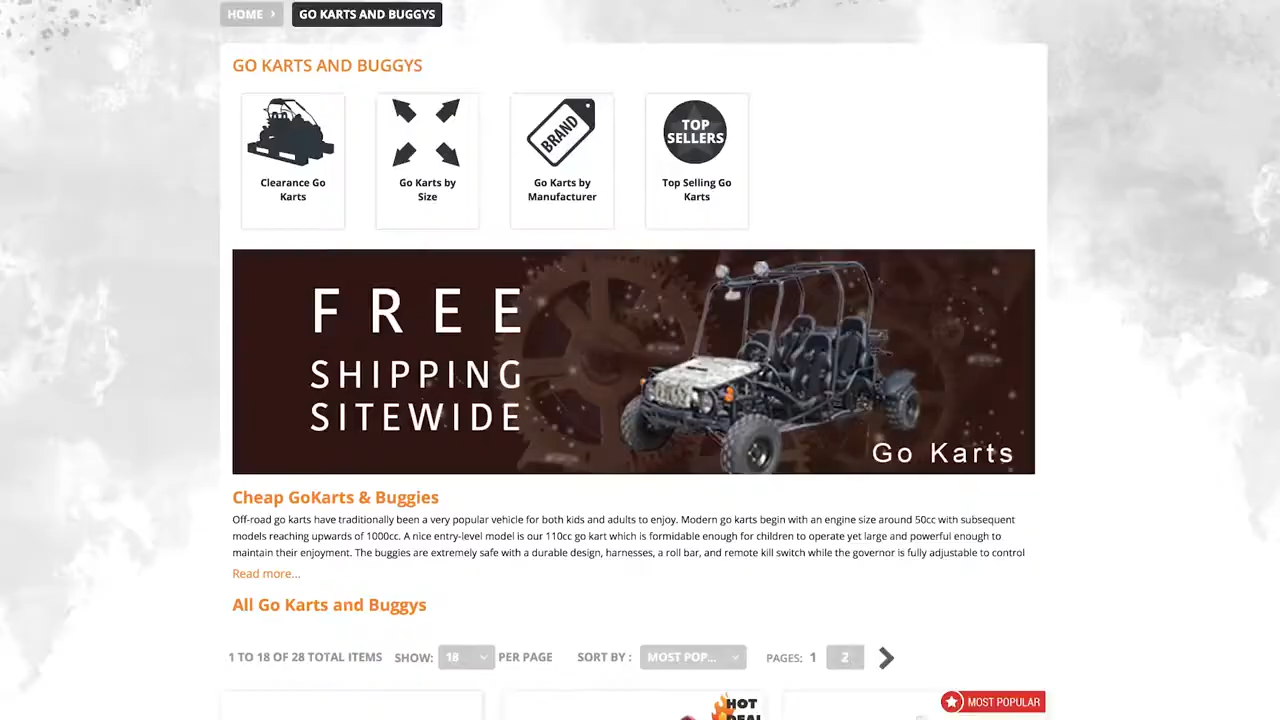 HOME
GO KARTS AND BUGGYS
GO KARTS AND BUGGYS
BRAND
TOP
SELLERS
Clearance Go
Karts
Go Karts by
Size
Go Karts by
Manufacturer
Top Selling Go
Karts
FREE
SHIPPING
SITEWIDE
Go Karts
Cheap GoKarts & Buggies
Off-road go karts have traditionally been a very popular vehicle for both kids and adults to enjoy. Modern go karts begin with an engine size around 50cc with subsequent
models reaching upwards of 1000cc. A nice entry-level model is our 110cc go kart which is formidable enough for children to operate yet large and powerful enough to
maintain their enjoyment. The buggies are extremely safe with a durable design, harnesses, a roll bar, and remote kill switch while the governor is fully adjustable to control
Read more...
All Go Karts and Buggys
1 TO 18 OF 28 TOTAL ITEMS SHOW: 18 PER PAGE SORT BY : MOST POP... PAGES: 1 2
HOT
DEAL
MOST POPULAR